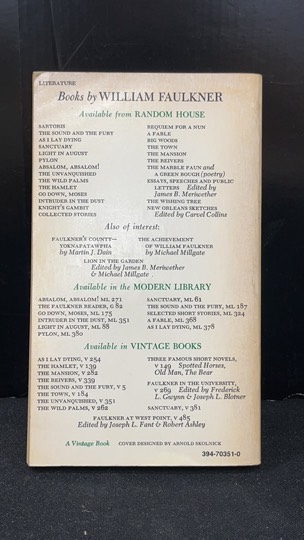 LITERATURE
Books by WILLIAM FAULKNER
Available from RANDOM HOUSE
SARTORIS
THE SOUND AND THE FURY
AS I LAY DYING
SANCTUARY
LIGHT IN AUGUST
PYLON
ABSALOM, ABSALOM!
THE UNVANQUISHED
THE WILD PALMS
THE HAMLET
GO DOWN, MOSES
INTRUDER IN THE DUST
KNIGHT'S GAMBIT
COLLECTED STORIES
REQUIEM FOR A NUN
A FABLE
BIG WOODS
THE TOWN
THE MANSION
THE REIVERS
THE MARBLE FAUN and
A GREEN BOUGH (poetry)
ESSAYS, SPEECHES AND PUBLIC
LETTERS Edited by
James B. Meriwether
THE WISHING TREE
NEW ORLEANS SKETCHES
Edited by Carvel Collins
Also of interest:
FAULKNER'S COUNTY—
YOKNAPATAWPHA
by Martin J. Dain
THE ACHIEVEMENT
OF WILLIAM FAULKNER
by Michael Millgate
LION IN THE GARDEN
Edited by James B. Meriwether
& Michael Millgate
Available in the MODERN LIBRARY
ABSALOM, ABSALOM! ML 271
THE FAULKNER READER, G 82
GO DOWN, MOSES, ML 175
INTRUDER IN THE DUST, ML 351
LIGHT IN AUGUST, ML 88
PYLON, ML 380
SANCTUARY, ML 61
THE SOUND AND THE FURY, ML 187
SELECTED SHORT STORIES, ML 324
A FABLE, ML 368
AS I LAY DYING, ML 378
Available in VINTAGE BOOKS
AS I LAY DYING, V 254
THE HAMLET, V 139
THE MANSION, V 282
THE REIVERS, V 339
THE SOUND AND THE FURY, V 5
THE TOWN, V 184
THE UNVANQUISHED, V 351
THE WILD PALMS, V 262
THREE FAMOUS SHORT NOVELS,
V 149 Spotted Horses,
Old Man, The Bear
FAULKNER IN THE UNIVERSITY,
V 269 Edited by Frederick
L. Gwynn & Joseph L. Blotner
SANCTUARY, V 381
FAULKNER AT WEST POINT, V 485
Edited by Joseph L. Fant & Robert Ashley
A Vintage Book COVER DESIGNED BY ARNOLD SKOLNICK
394-70351-0